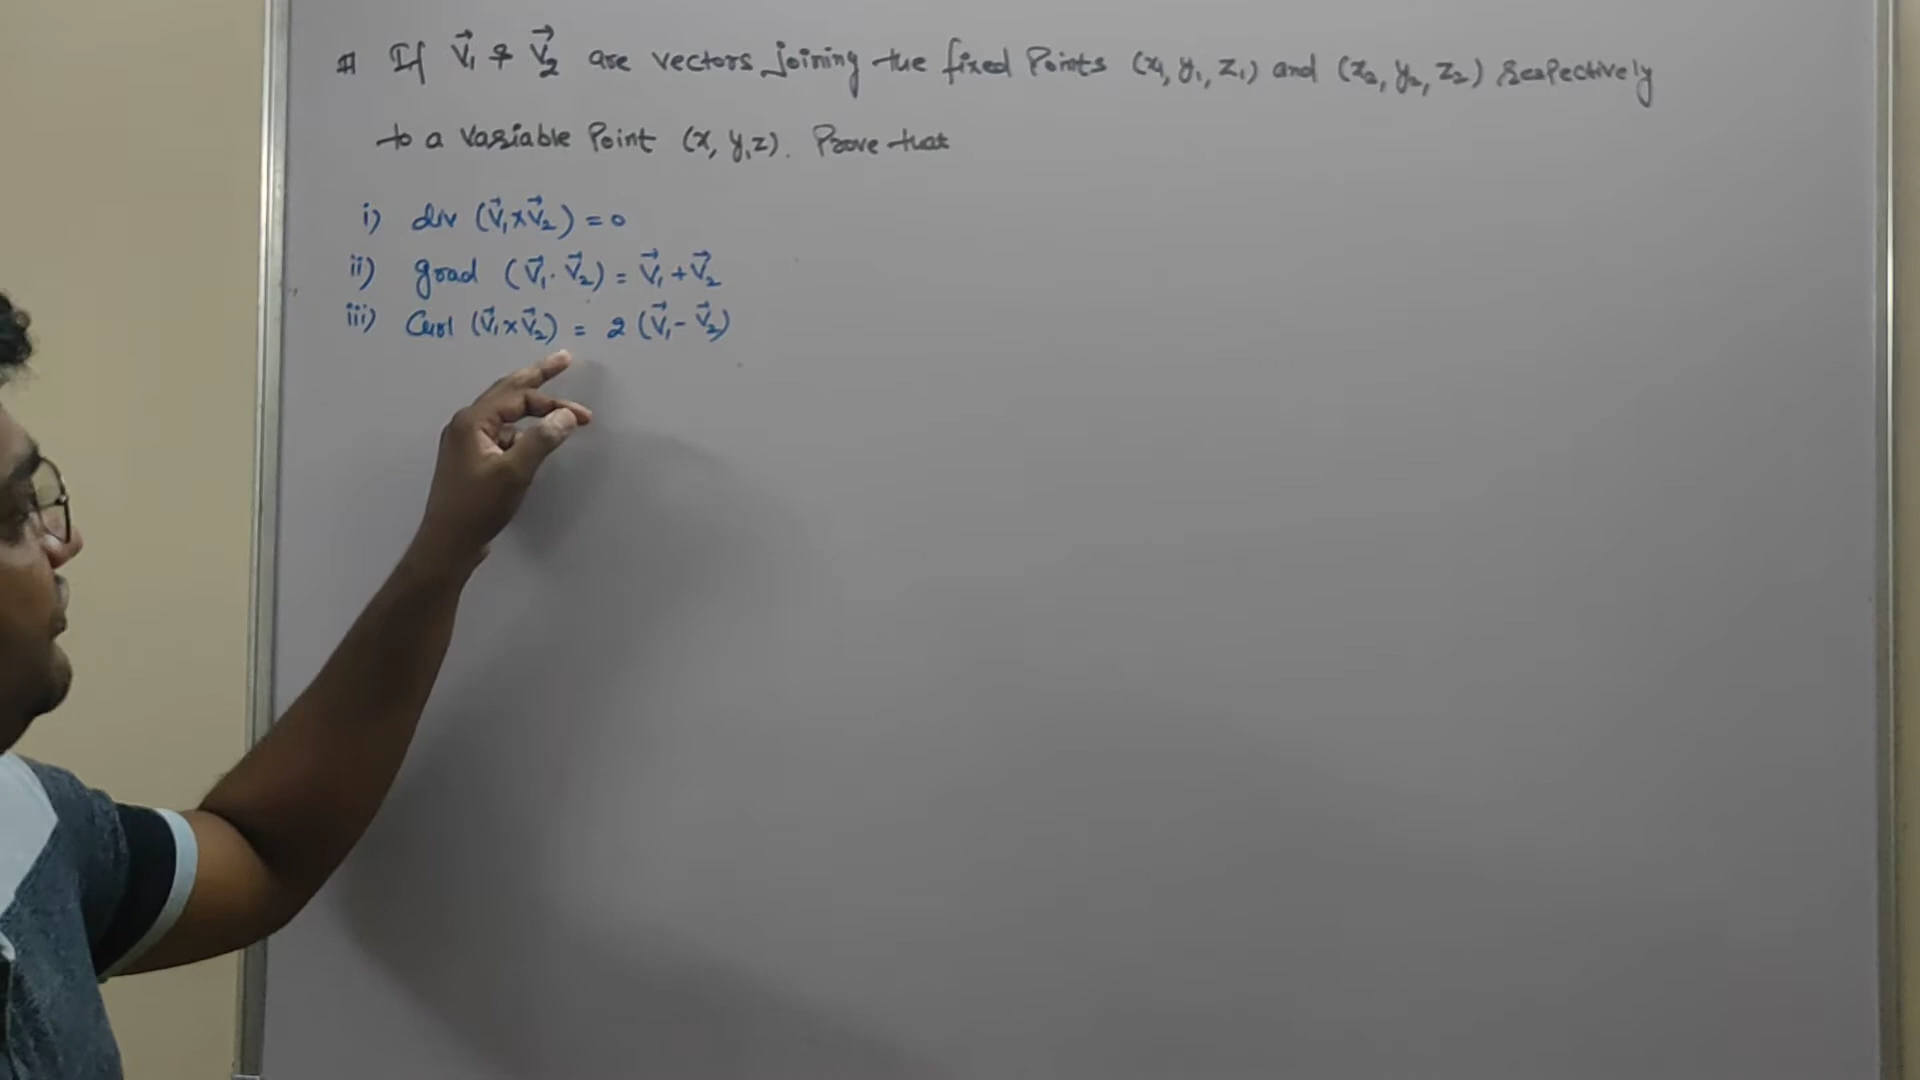 # If V⃗₁ & V⃗₂ are vectors joining the fixed Points (x₁, y₁, z₁) and (x₂, y₂, z₂) respectively
to a variable Point (x, y, z). Prove that
i) div (V⃗₁ × V⃗₂) = 0
ii) grad (V⃗₁ · V⃗₂) = V⃗₁ + V⃗₂
iii) Curl (V⃗₁ × V⃗₂) = 2 (V⃗₁ - V⃗₂)